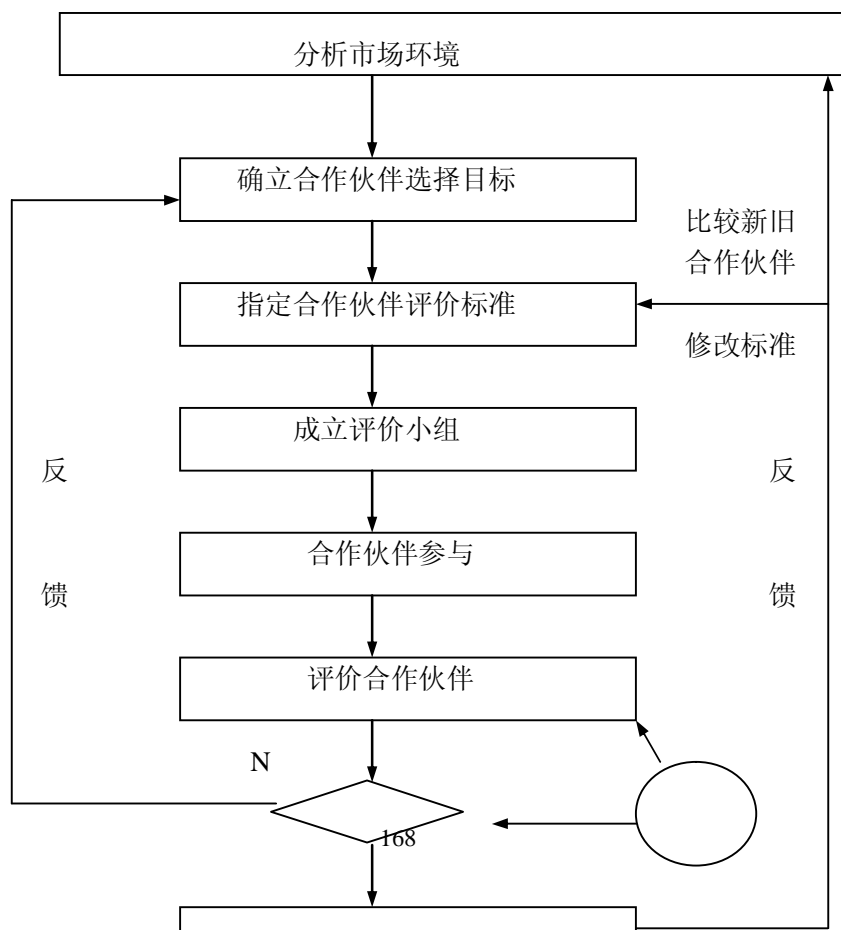 分析市场环境
确立合作伙伴选择目标
比较新旧
合作伙伴
指定合作伙伴评价标准
修改标准
成立评价小组
反
反
合作伙伴参与
馈
馈
评价合作伙伴
N
168